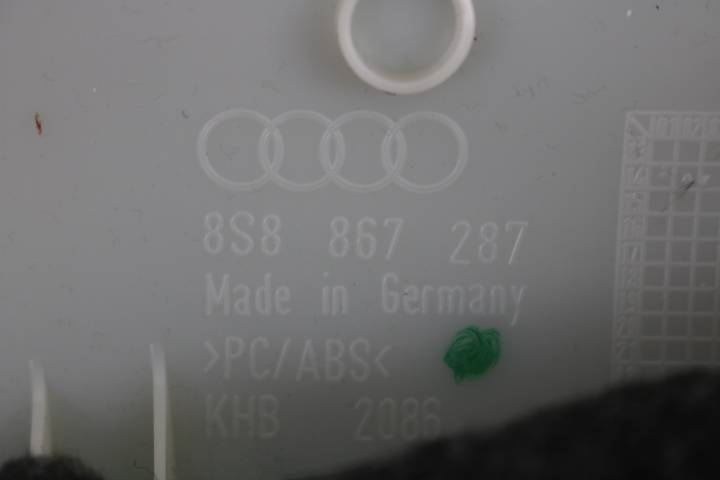 8S8 867 287
Made in Germany
>PC/ABS<
KHB 2086